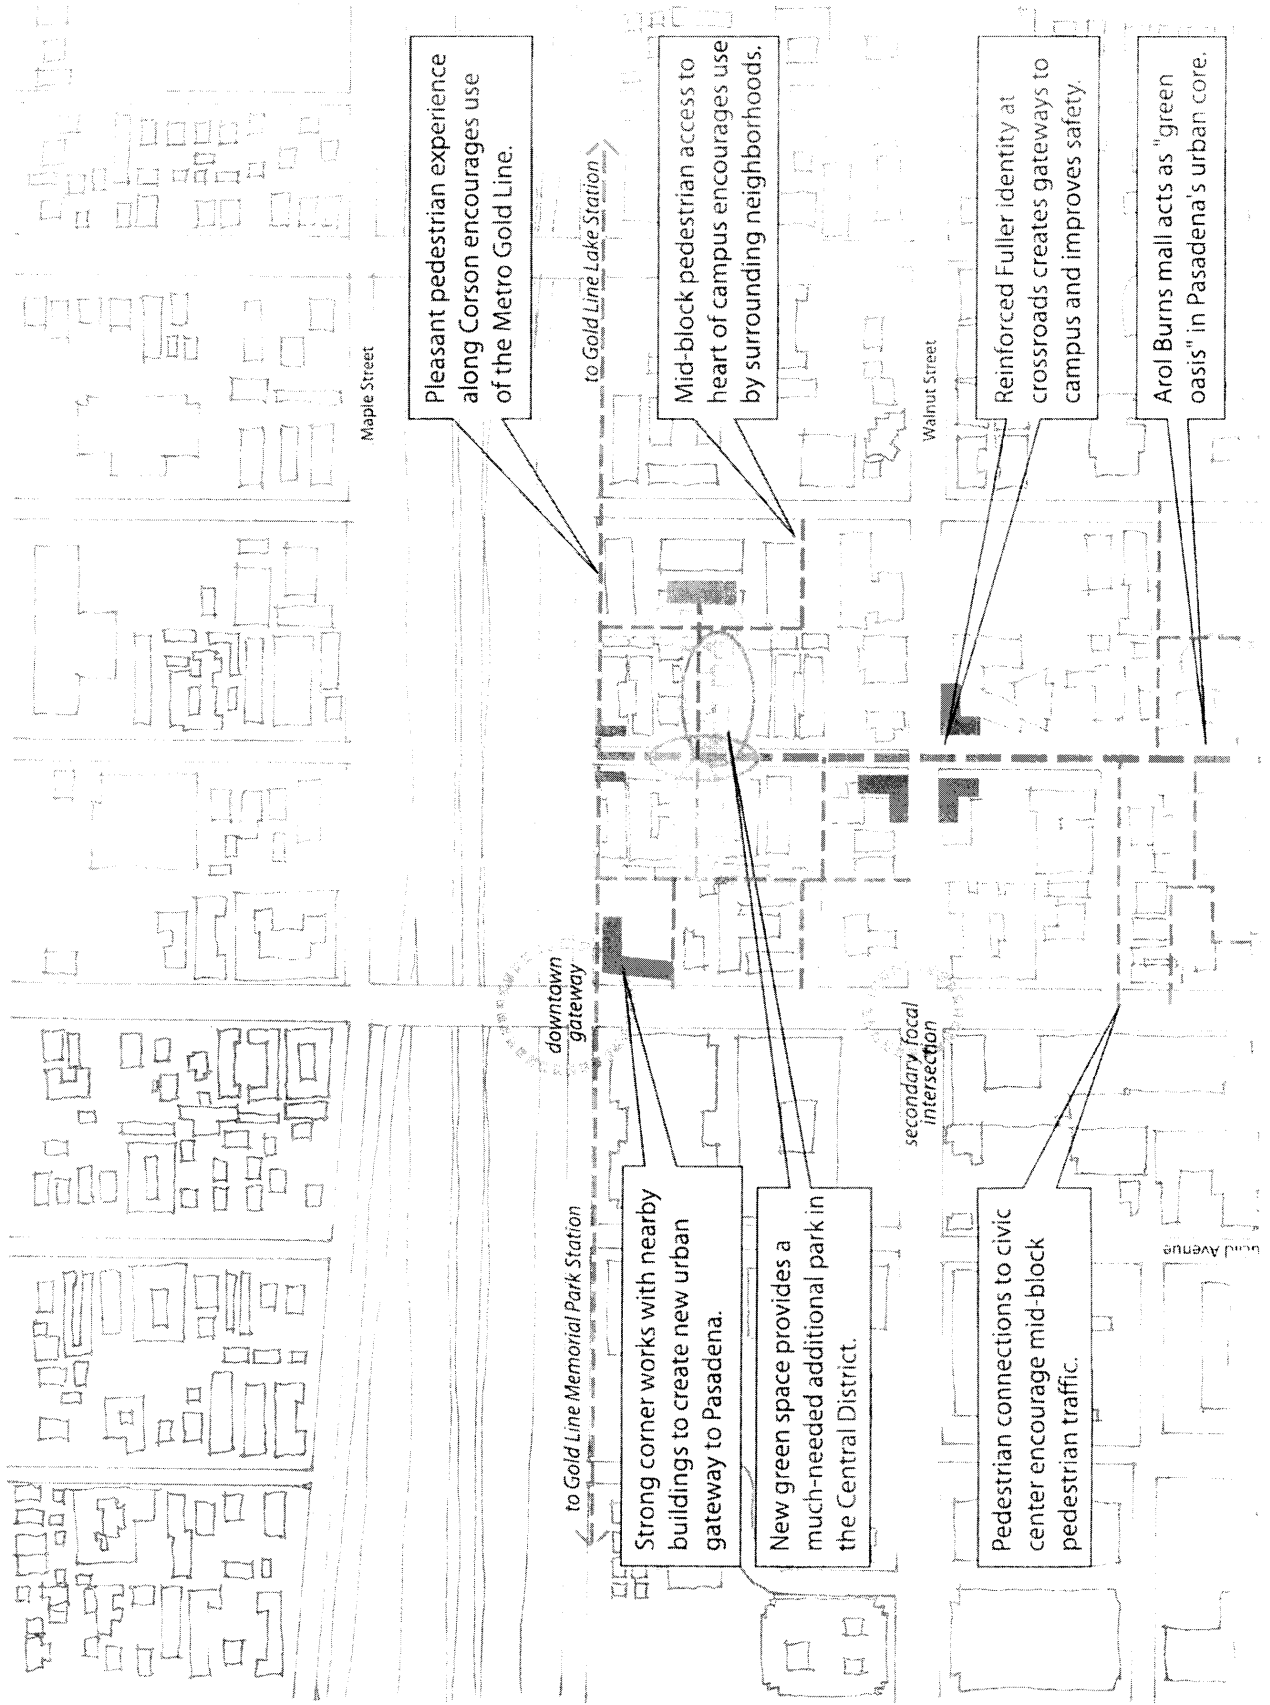 Maple Street
Pleasant pedestrian experience
along Corson encourages use
of the Metro Gold Line.
to Gold Line Lake Station
Mid-block pedestrian access to
heart of campus encourages use
by surrounding neighborhoods.
Walnut Street
Reinforced Fuller identity at
crossroads creates gateways to
campus and improves safety.
Arol Burns mall acts as "green
oasis" in Pasadena's urban core.
downtown
gateway
secondary focal
intersection
to Gold Line Memorial Park Station
Strong corner works with nearby
buildings to create new urban
gateway to Pasadena.
New green space provides a
much-needed additional park in
the Central District.
Pedestrian connections to civic
center encourage mid-block
pedestrian traffic.
Avenue